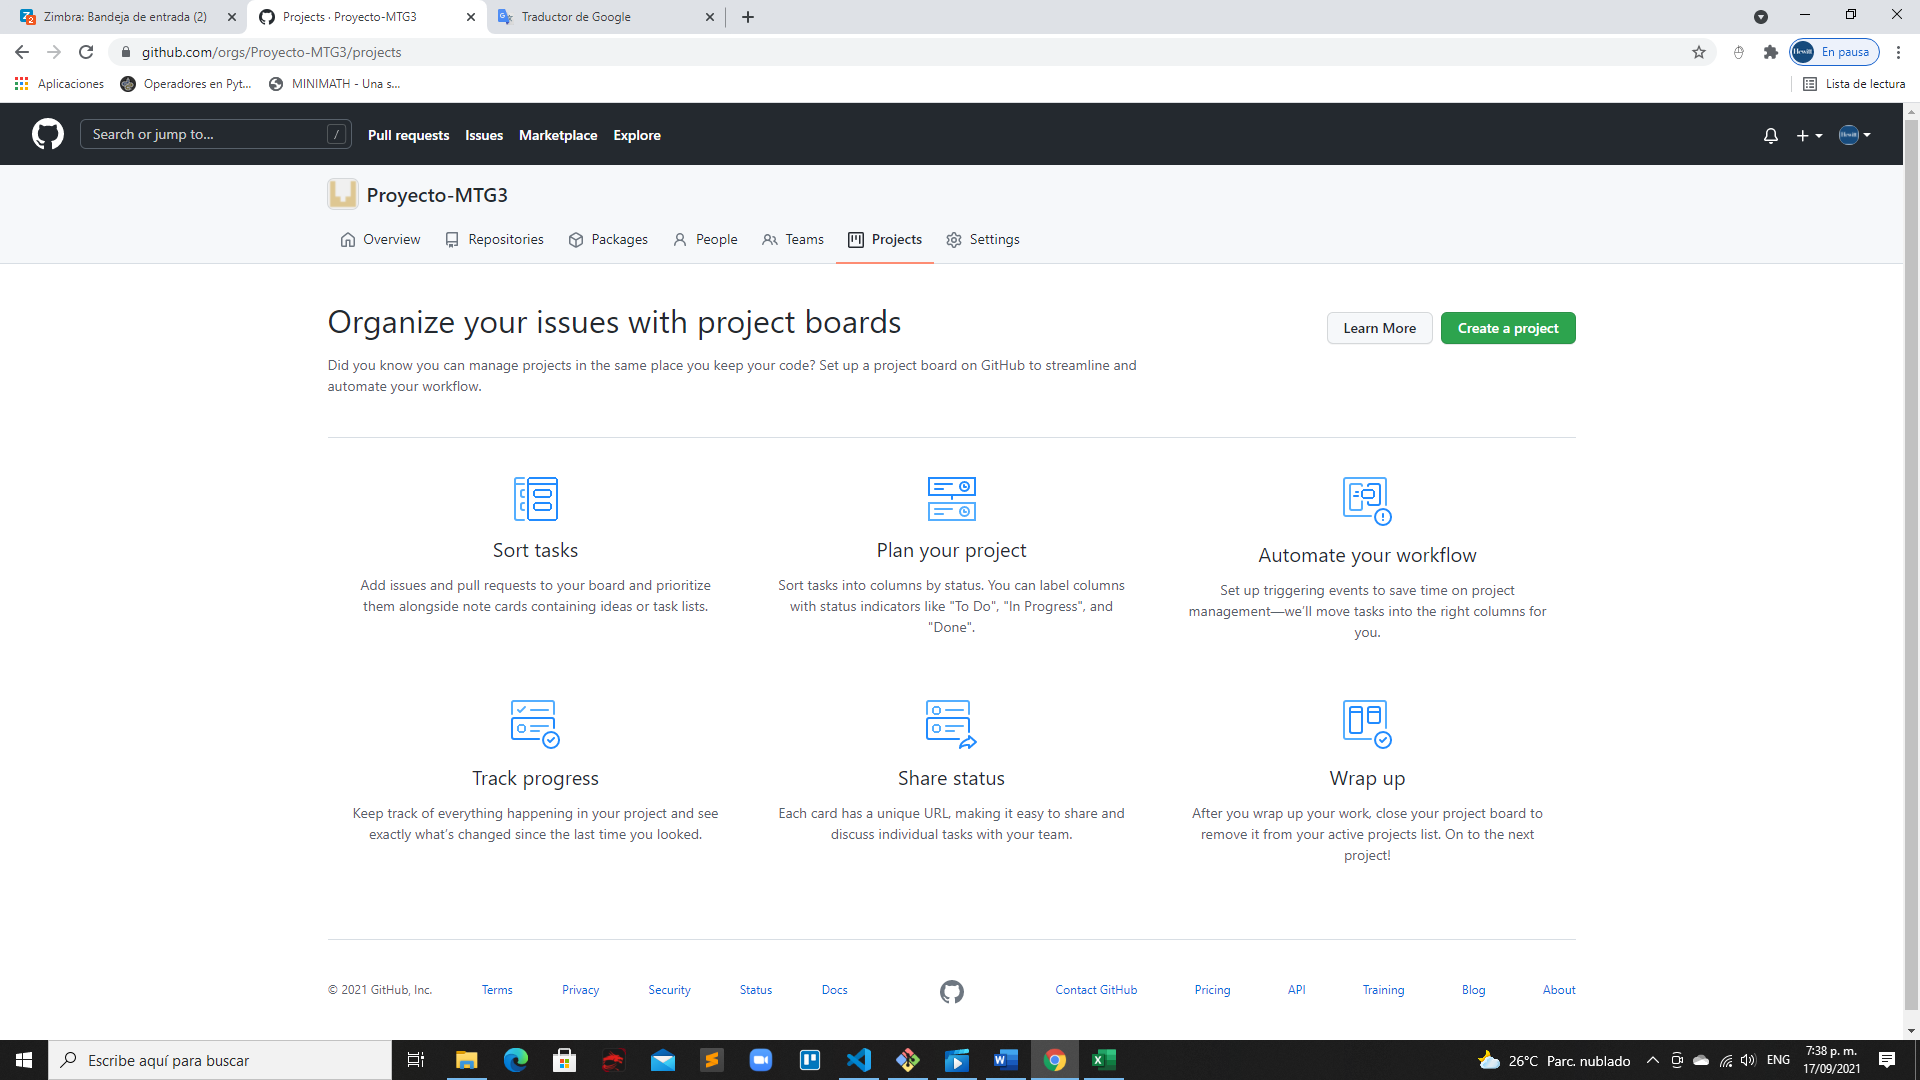 Zimbra: Bandeja de entrada (2)
Projects · Proyecto-MTG3
Traductor de Google
github.com/orgs/Proyecto-MTG3/projects
En pausa
Aplicaciones
Operadores en Pyt...
MINIMATH - Una s...
Lista de lectura
Search or jump to...
/
Pull requests
Issues
Marketplace
Explore
Proyecto-MTG3
Overview
Repositories
Packages
People
Teams
Projects
Settings
Organize your issues with project boards
Learn More
Create a project
Did you know you can manage projects in the same place you keep your code? Set up a project board on GitHub to streamline and
automate your workflow.
Sort tasks
Add issues and pull requests to your board and prioritize
them alongside note cards containing ideas or task lists.
Plan your project
Sort tasks into columns by status. You can label columns
with status indicators like "To Do", "In Progress", and
"Done".
Automate your workflow
Set up triggering events to save time on project
management—we’ll move tasks into the right columns for
you.
Track progress
Keep track of everything happening in your project and see
exactly what’s changed since the last time you looked.
Share status
Each card has a unique URL, making it easy to share and
discuss individual tasks with your team.
Wrap up
After you wrap up your work, close your project board to
remove it from your active projects list. On to the next
project!
© 2021 GitHub, Inc.
Terms
Privacy
Security
Status
Docs
Contact GitHub
Pricing
API
Training
Blog
About
Escribe aquí para buscar
26°C Parc. nublado
ENG
7:38 p. m.
17/09/2021